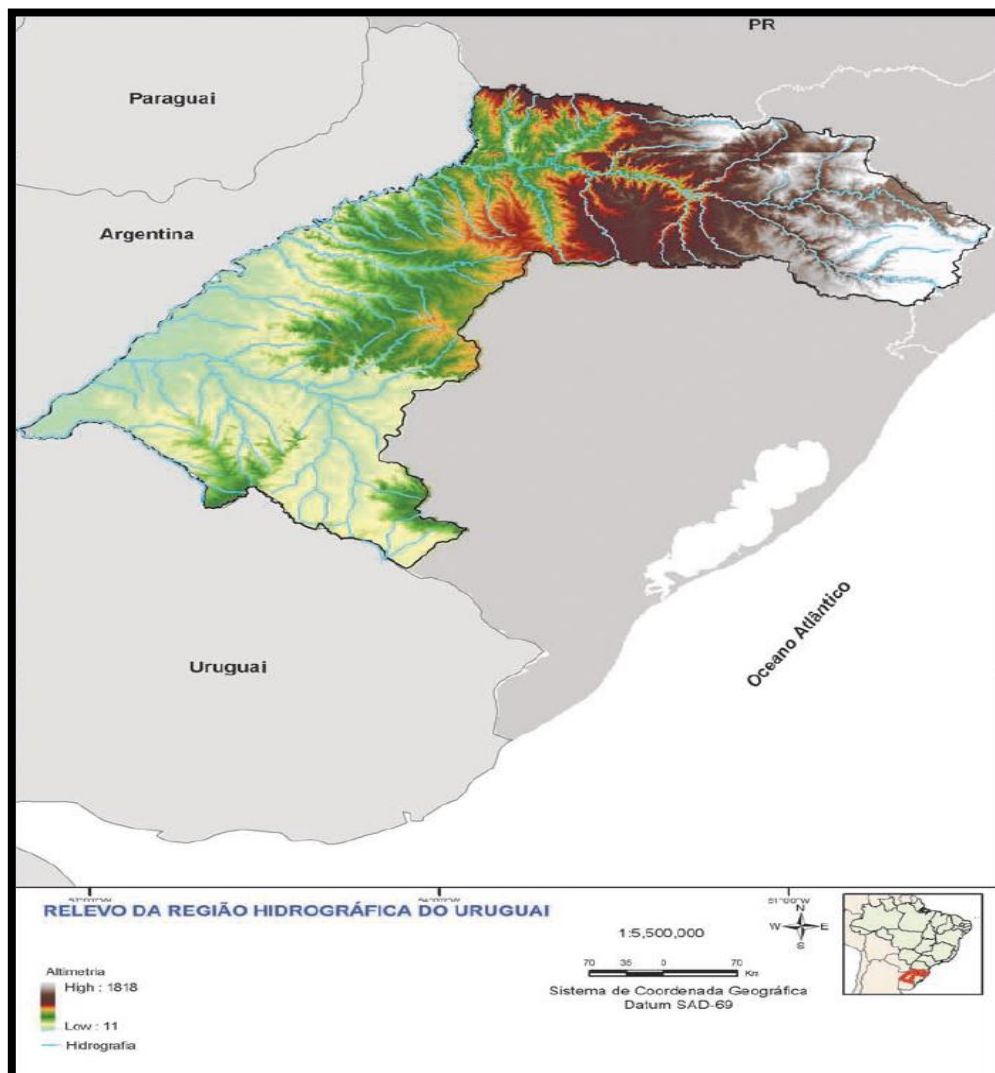 PR
Paraguai
Argentina
Uruguai
Oceano Atlântico
51°00'W
RELEVO DA REGIÃO HIDROGRÁFICA DO URUGUAI
N
W E
S
1:5,500,000
70 35 0 70
Km
Sistema de Coordenada Geográfica
Datum SAD-69
Altimetria
High : 1818
Low : 11
Hidrografia